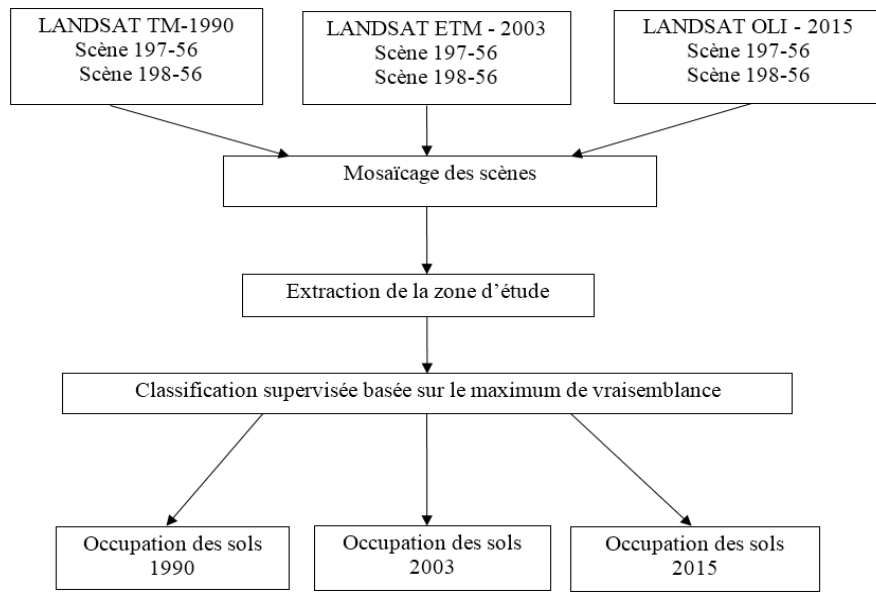 LANDSAT TM-1990
Scène 197-56
Scène 198-56
LANDSAT ETM - 2003
Scène 197-56
Scène 198-56
LANDSAT OLI - 2015
Scène 197-56
Scène 198-56
Mosaïcage des scènes
Extraction de la zone d’étude
Classification supervisée basée sur le maximum de vraisemblance
Occupation des sols
1990
Occupation des sols
2003
Occupation des sols
2015